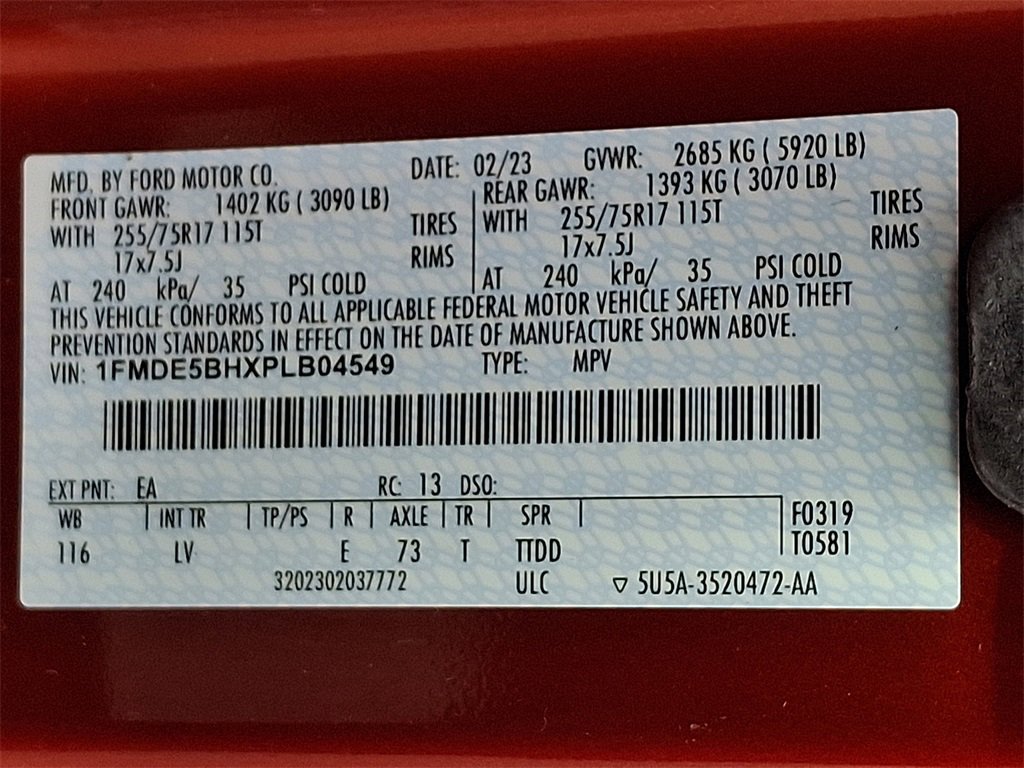 MFD. BY FORD MOTOR CO. DATE: 02/23 GVWR: 2685 KG ( 5920 LB)
FRONT GAWR: 1402 KG ( 3090 LB) REAR GAWR: 1393 KG ( 3070 LB)
WITH 255/75R17 115T TIRES WITH 255/75R17 115T TIRES
17x7.5J RIMS 17x7.5J RIMS
AT 240 kPa/ 35 PSI COLD AT 240 kPa/ 35 PSI COLD
THIS VEHICLE CONFORMS TO ALL APPLICABLE FEDERAL MOTOR VEHICLE SAFETY AND THEFT
PREVENTION STANDARDS IN EFFECT ON THE DATE OF MANUFACTURE SHOWN ABOVE.
VIN: 1FMDE5BHXPLB04549 TYPE: MPV
EXT PNT: EA RC: 13 DSO:
WB INT TR TP/PS R AXLE TR SPR F0319
116 LV E 73 T TTDD T0581
3202302037772 ULC ▽ 5U5A-3520472-AA